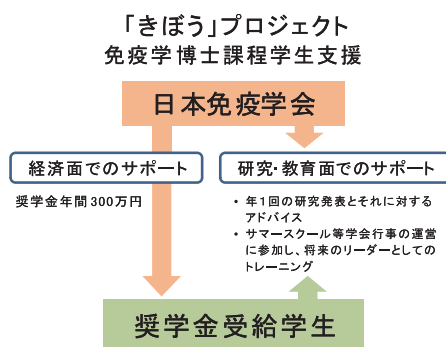 「きぼう」プロジェクト
免疫学博士課程学生支援
日本免疫学会
経済面でのサポート
奨学金年間300万円
研究・教育面でのサポート
• 年1回の研究発表とそれに対する
アドバイス
• サマースクール等学会行事の運営
に参加し、将来のリーダーとしての
トレーニング
奨学金受給学生